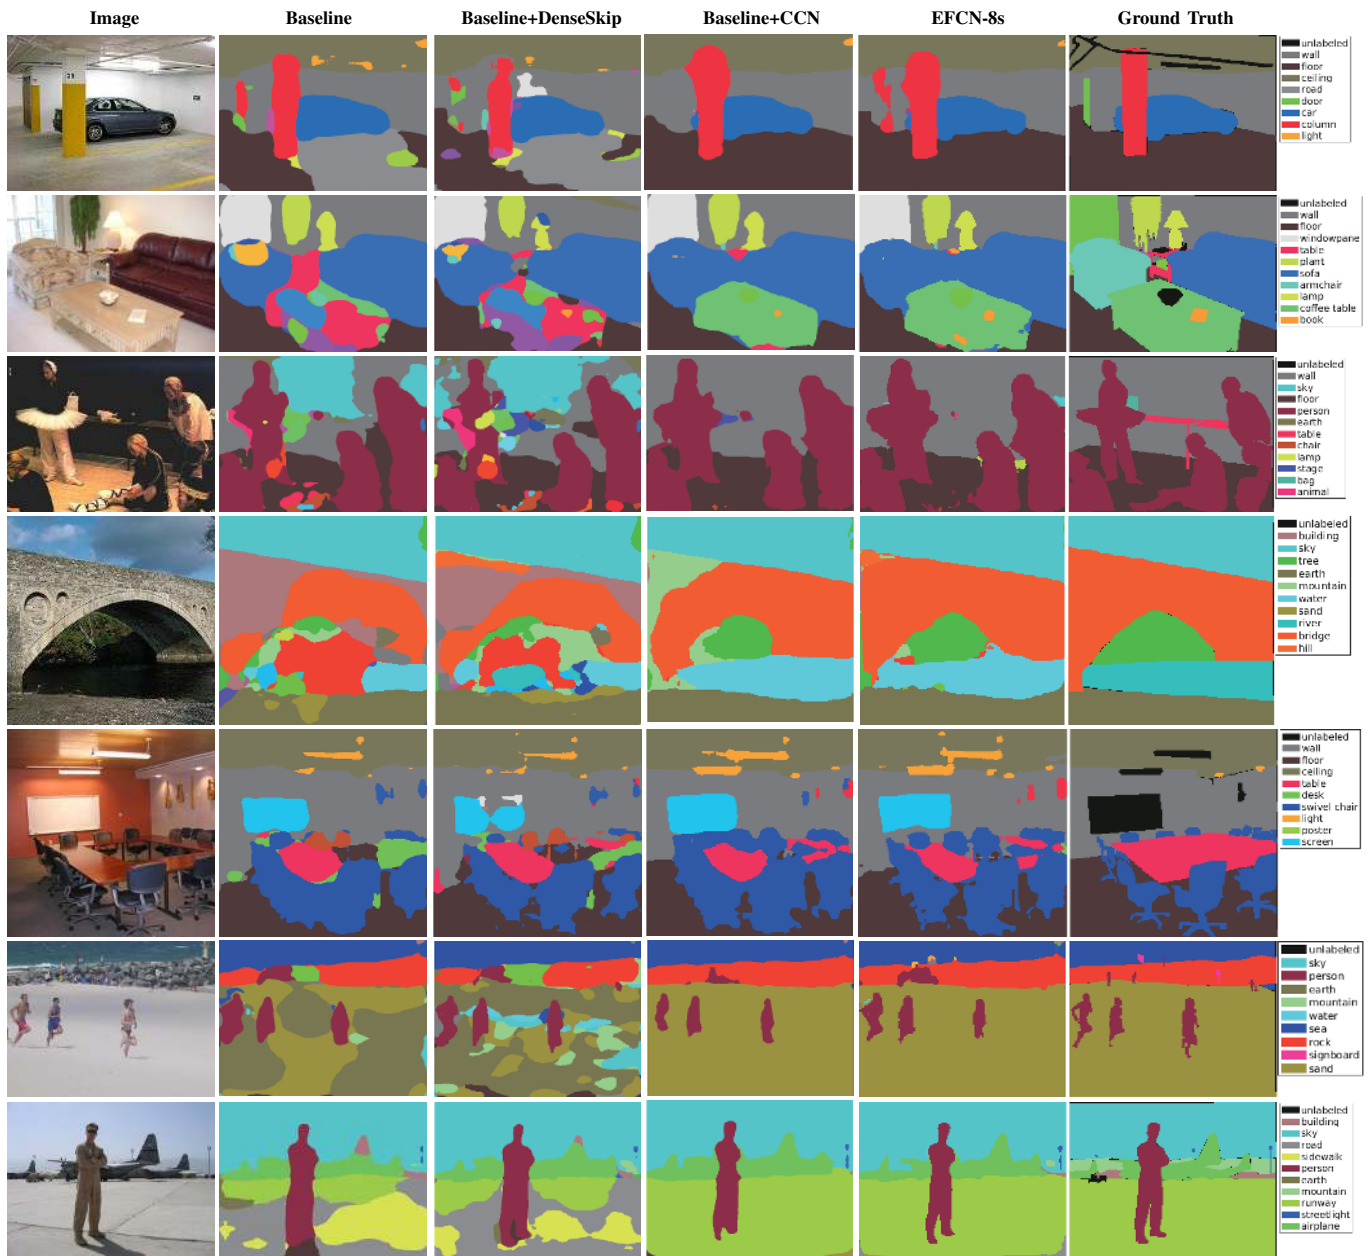 Image Baseline Baseline+DenseSkip Baseline+CCN EFCN-8s Ground Truth
unlabeled
wall
floor
ceiling
road
door
car
column
light
unlabeled
wall
floor
windowpane
table
plant
sofa
armchair
lamp
coffee table
book
unlabeled
wall
sky
floor
person
earth
table
chair
lamp
stage
bag
animal
unlabeled
building
sky
tree
earth
mountain
water
sand
river
bridge
hill
unlabeled
wall
floor
ceiling
table
desk
swivel chair
light
poster
screen
unlabeled
sky
person
earth
mountain
water
sea
rock
signboard
sand
unlabeled
building
sky
road
sidewalk
person
earth
mountain
runway
streetlight
airplane